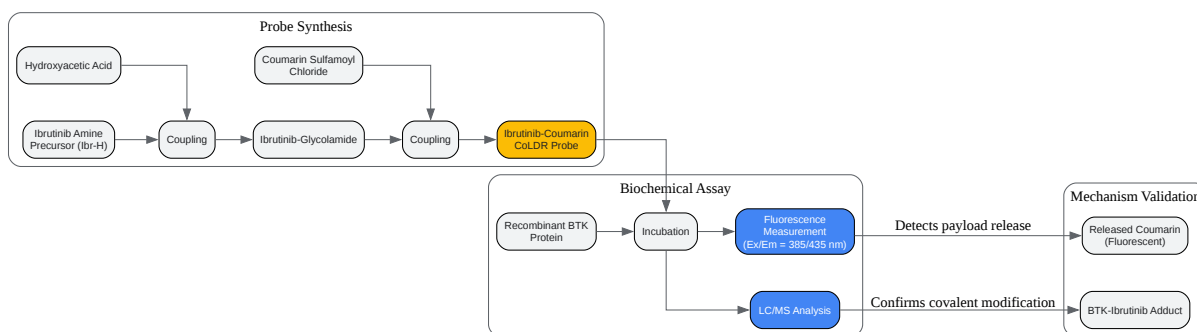 Probe Synthesis
Hydroxyacetic Acid
Coumarin Sulfamoyl
Chloride
Ibrutinib Amine
Precursor (Ibr-H)
Coupling
Ibrutinib-Glycolamide
Coupling
Ibrutinib-Coumarin
CoLDR Probe
Biochemical Assay
Mechanism Validation
Recombinant BTK
Protein
Incubation
Fluorescence
Measurement
(Ex/Em = 385/435 nm)
Detects payload release
Released Coumarin
(Fluorescent)
LC/MS Analysis
Confirms covalent modification
BTK-Ibrutinib Adduct